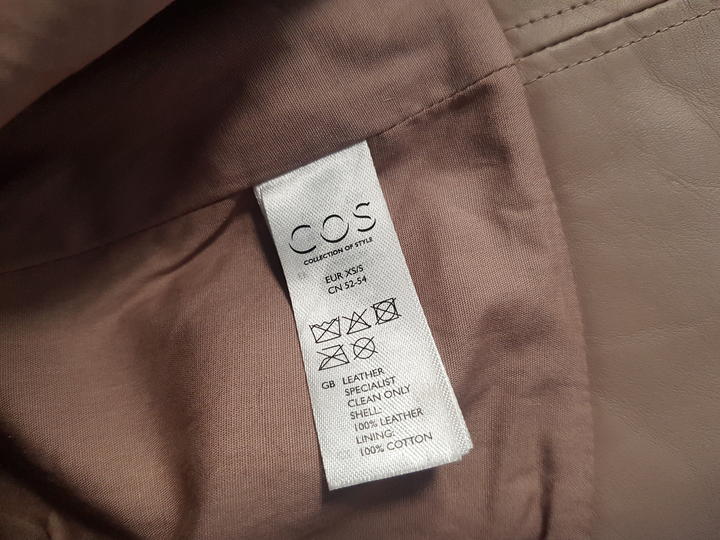 COS
COLLECTION OF STYLE
EUR XS/S
CN 52-54
GB LEATHER
SPECIALIST
CLEAN ONLY
SHELL:
100% LEATHER
LINING:
100% COTTON